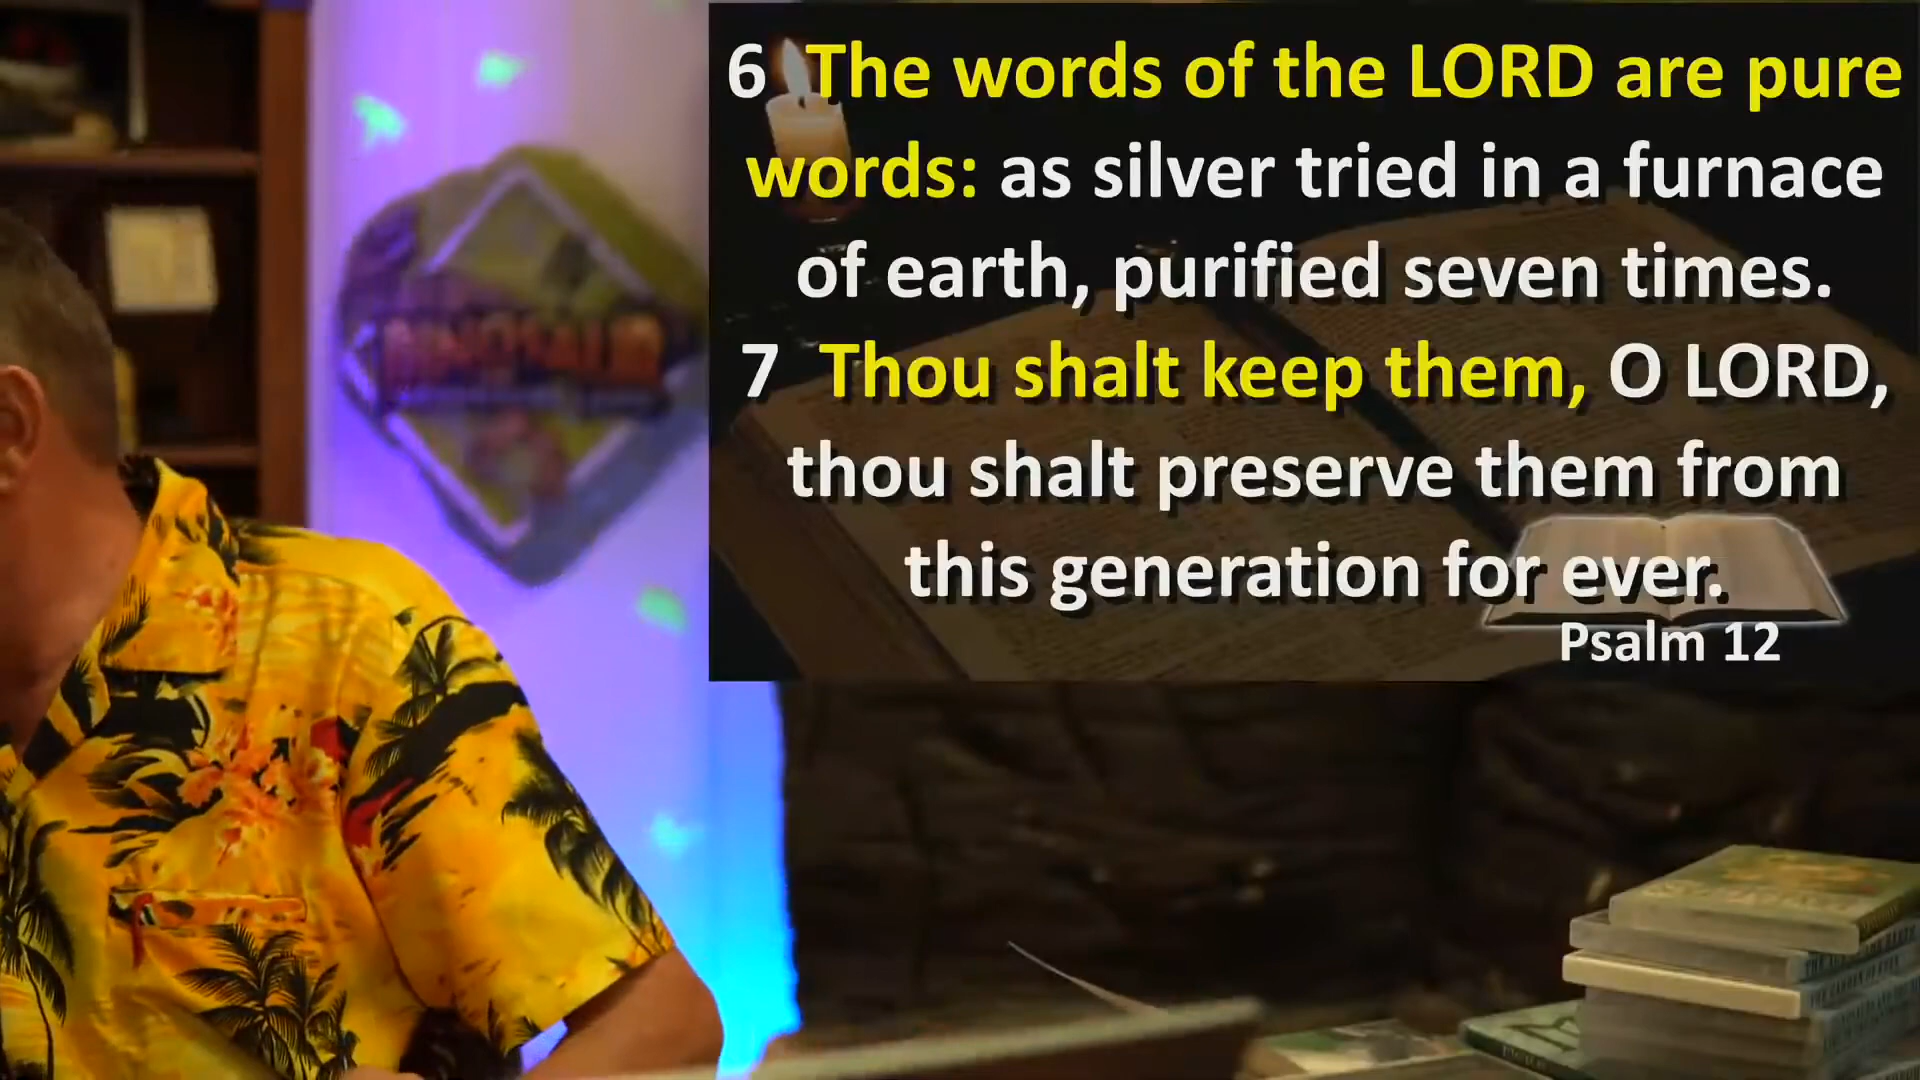 6 The words of the LORD are pure
words: as silver tried in a furnace
of earth, purified seven times.
7 Thou shalt keep them, O LORD,
thou shalt preserve them from
this generation for ever.
Psalm 12
DINOSAUR